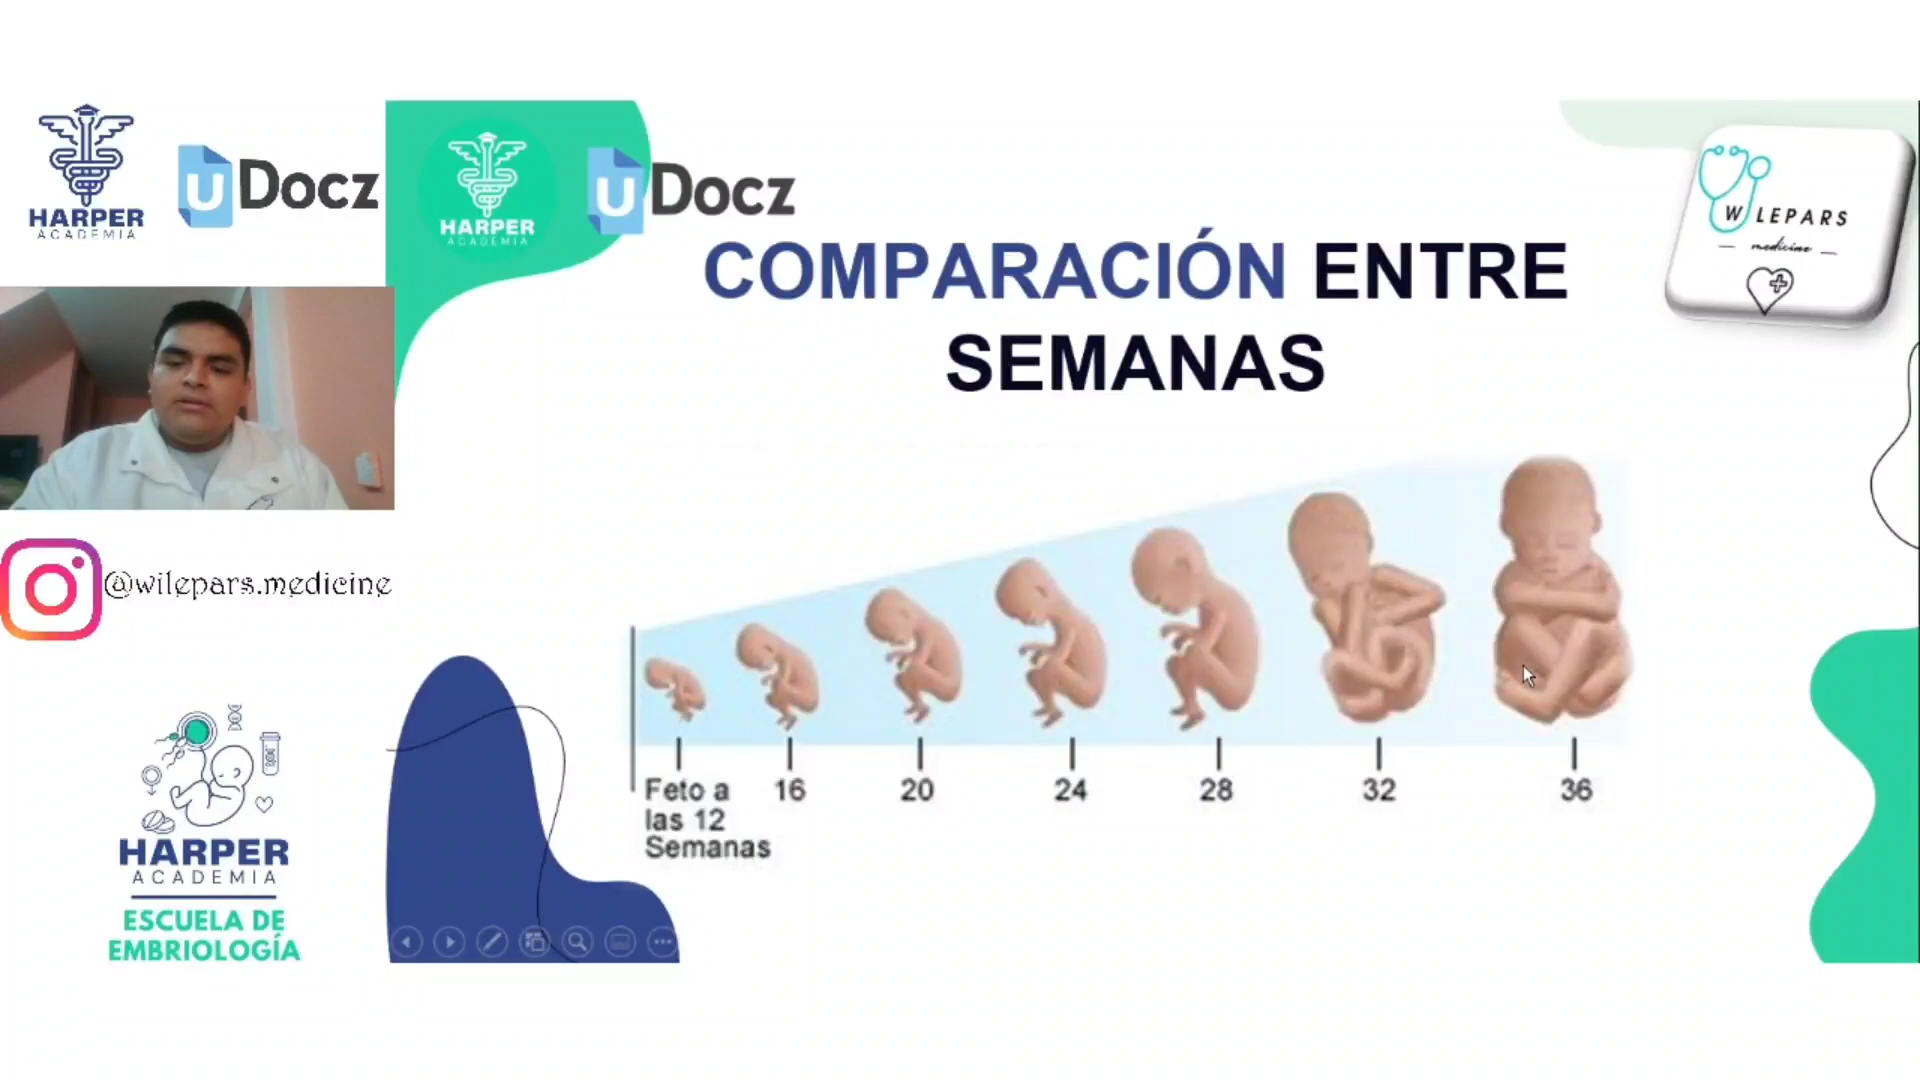 HARPER
ACADEMIA
U Docz
HARPER
ACADEMIA
U Docz
COMPARACIÓN ENTRE
SEMANAS
WILEPARS
medicine
@wilepars.medicine
Feto a
las 12
Semanas
16
20
24
28
32
36
HARPER
ACADEMIA
ESCUELA DE
EMBRIOLOGÍA